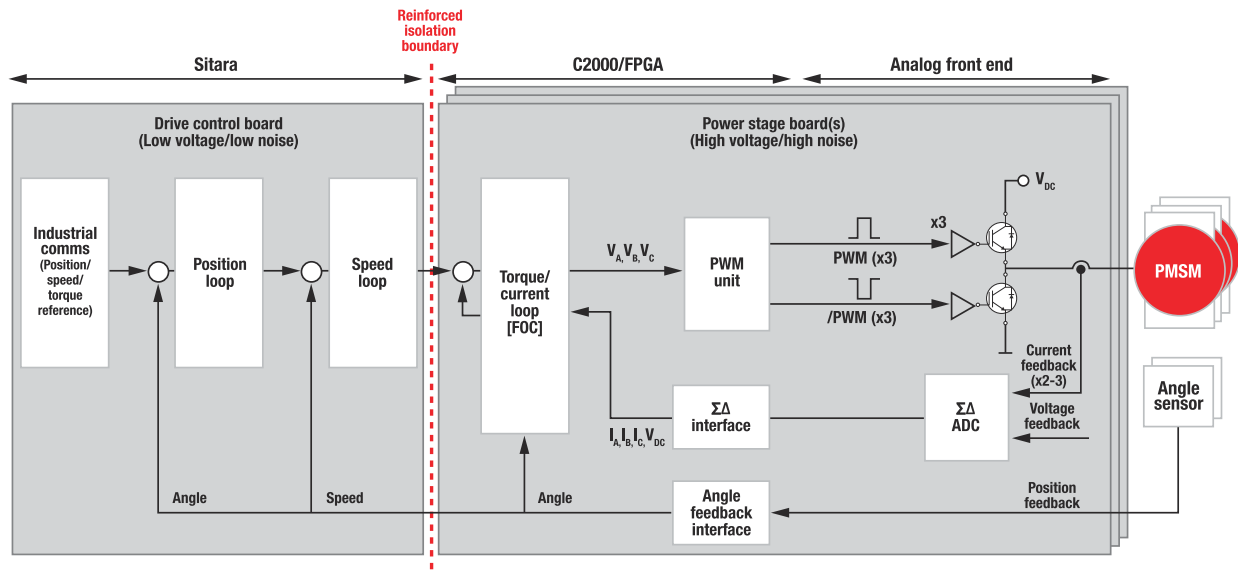 Reinforced
isolation
boundary
Sitara
C2000/FPGA
Analog front end
Drive control board
(Low voltage/low noise)
Power stage board(s)
(High voltage/high noise)
Industrial
comms
(Position/
speed/
torque
reference)
Position
loop
Speed
loop
Torque/
current
loop
[FOC]
VA, VB, VC
PWM
unit
PWM (x3)
/PWM (x3)
x3
VDC
PMSM
Current
feedback
(x2-3)
Voltage
feedback
ΣΔ
ADC
ΣΔ
interface
IA, IB, IC, VDC
Angle
sensor
Position
feedback
Angle
feedback
interface
Angle
Speed
Angle